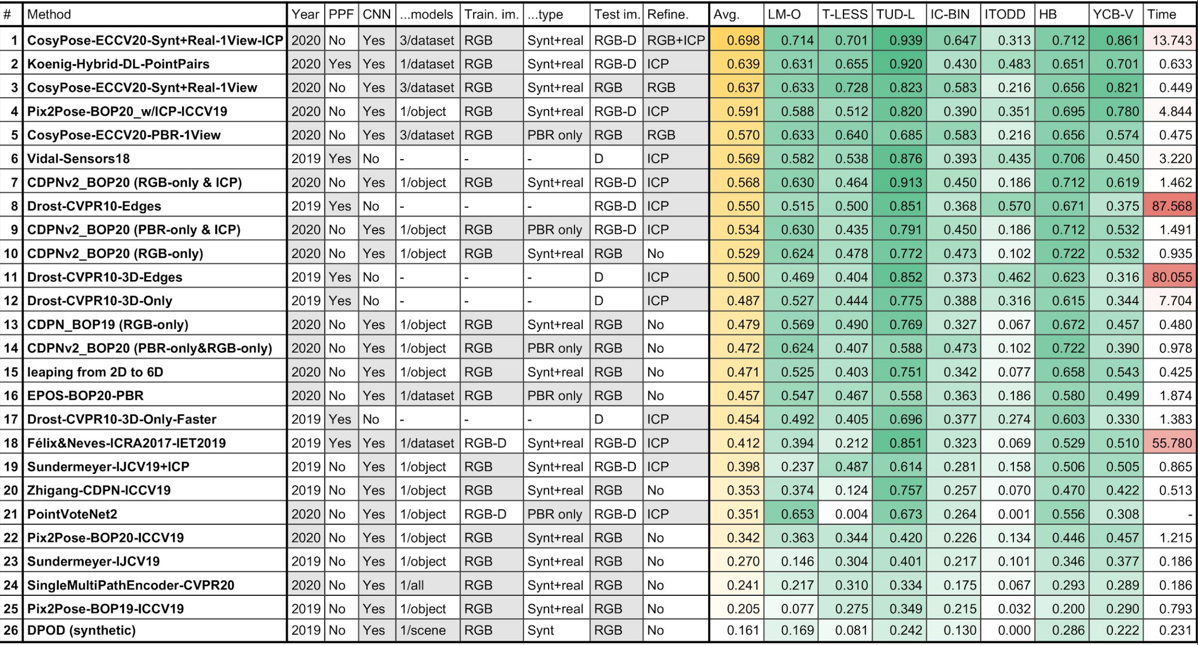 # Method Year PPF CNN ...models Train. im. ...type Test im. Refine. Avg. LM-O T-LESS TUD-L IC-BIN ITODD HB YCB-V Time
1 CosyPose-ECCV20-Synt+Real-1View-ICP 2020 No Yes 3/dataset RGB Synt+real RGB-D RGB+ICP 0.698 0.714 0.701 0.939 0.647 0.313 0.712 0.861 13.743
2 Koenig-Hybrid-DL-PointPairs 2020 Yes Yes 1/dataset RGB Synt+real RGB-D ICP 0.639 0.631 0.655 0.920 0.430 0.483 0.651 0.701 0.633
3 CosyPose-ECCV20-Synt+Real-1View 2020 No Yes 3/dataset RGB Synt+real RGB RGB 0.637 0.633 0.728 0.823 0.583 0.216 0.656 0.821 0.449
4 Pix2Pose-BOP20_w/ICP-ICCV19 2020 No Yes 1/object RGB Synt+real RGB-D ICP 0.591 0.588 0.512 0.820 0.390 0.351 0.695 0.780 4.844
5 CosyPose-ECCV20-PBR-1View 2020 No Yes 3/dataset RGB PBR only RGB RGB 0.570 0.633 0.640 0.685 0.583 0.216 0.656 0.574 0.475
6 Vidal-Sensors18 2019 Yes No - - - D ICP 0.569 0.582 0.538 0.876 0.393 0.435 0.706 0.450 3.220
7 CDPNv2_BOP20 (RGB-only & ICP) 2020 No Yes 1/object RGB Synt+real RGB-D ICP 0.568 0.630 0.464 0.913 0.450 0.186 0.712 0.619 1.462
8 Drost-CVPR10-Edges 2019 Yes No - - - RGB-D ICP 0.550 0.515 0.500 0.851 0.368 0.570 0.671 0.375 87.568
9 CDPNv2_BOP20 (PBR-only & ICP) 2020 No Yes 1/object RGB PBR only RGB-D ICP 0.534 0.630 0.435 0.791 0.450 0.186 0.712 0.532 1.491
10 CDPNv2_BOP20 (RGB-only) 2020 No Yes 1/object RGB Synt+real RGB No 0.529 0.624 0.478 0.772 0.473 0.102 0.722 0.532 0.935
11 Drost-CVPR10-3D-Edges 2019 Yes No - - - D ICP 0.500 0.469 0.404 0.852 0.373 0.462 0.623 0.316 80.055
12 Drost-CVPR10-3D-Only 2019 Yes No - - - D ICP 0.487 0.527 0.444 0.775 0.388 0.316 0.615 0.344 7.704
13 CDPN_BOP19 (RGB-only) 2020 No Yes 1/object RGB Synt+real RGB No 0.479 0.569 0.490 0.769 0.327 0.067 0.672 0.457 0.480
14 CDPNv2_BOP20 (PBR-only&RGB-only) 2020 No Yes 1/object RGB PBR only RGB No 0.472 0.624 0.407 0.588 0.473 0.102 0.722 0.390 0.978
15 leaping from 2D to 6D 2020 No Yes 1/object RGB Synt+real RGB No 0.471 0.525 0.403 0.751 0.342 0.077 0.658 0.543 0.425
16 EPOS-BOP20-PBR 2020 No Yes 1/dataset RGB PBR only RGB No 0.457 0.547 0.467 0.558 0.363 0.186 0.580 0.499 1.874
17 Drost-CVPR10-3D-Only-Faster 2019 Yes No - - - D ICP 0.454 0.492 0.405 0.696 0.377 0.274 0.603 0.330 1.383
18 Félix&Neves-ICRA2017-IET2019 2019 Yes Yes 1/dataset RGB-D Synt+real RGB-D ICP 0.412 0.394 0.212 0.851 0.323 0.069 0.529 0.510 55.780
19 Sundermeyer-IJCV19+ICP 2019 No Yes 1/object RGB Synt+real RGB-D ICP 0.398 0.237 0.487 0.614 0.281 0.158 0.506 0.505 0.865
20 Zhigang-CDPN-ICCV19 2019 No Yes 1/object RGB Synt+real RGB No 0.353 0.374 0.124 0.757 0.257 0.070 0.470 0.422 0.513
21 PointVoteNet2 2020 No Yes 1/object RGB-D PBR only RGB-D ICP 0.351 0.653 0.004 0.673 0.264 0.001 0.556 0.308 -
22 Pix2Pose-BOP20-ICCV19 2020 No Yes 1/object RGB Synt+real RGB No 0.342 0.363 0.344 0.420 0.226 0.134 0.446 0.457 1.215
23 Sundermeyer-IJCV19 2019 No Yes 1/object RGB Synt+real RGB No 0.270 0.146 0.304 0.401 0.217 0.101 0.346 0.377 0.186
24 SingleMultiPathEncoder-CVPR20 2020 No Yes 1/all RGB Synt+real RGB No 0.241 0.217 0.310 0.334 0.175 0.067 0.293 0.289 0.186
25 Pix2Pose-BOP19-ICCV19 2019 No Yes 1/object RGB Synt+real RGB No 0.205 0.077 0.275 0.349 0.215 0.032 0.200 0.290 0.793
26 DPOD (synthetic) 2019 No Yes 1/scene RGB Synt RGB No 0.161 0.169 0.081 0.242 0.130 0.000 0.286 0.222 0.231